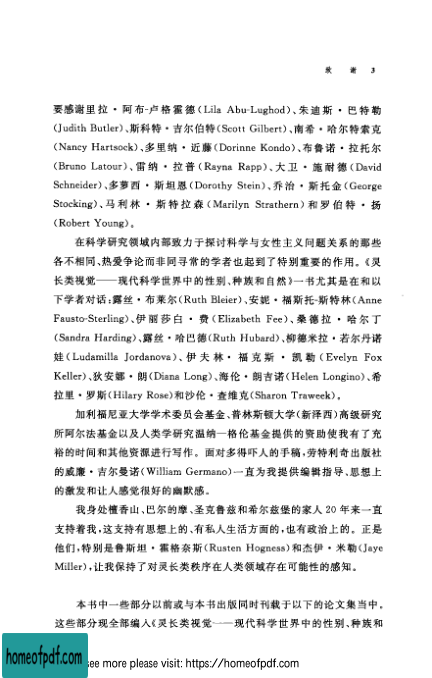 致 谢 3
要感谢里拉·阿布-卢格霍德(Lila Abu-Lughod)、朱迪斯·巴特勒
(Judith Butler)、斯科特·吉尔伯特(Scott Gilbert)、南希·哈尔特索克
(Nancy Hartsock)、多里纳·近藤(Dorinne Kondo)、布鲁诺·拉托尔
(Bruno Latour)、雷纳·拉普(Rayna Rapp)、大卫·施耐德(David
Schneider)、多萝西·斯坦恩(Dorothy Stein)、乔治·斯托金(George
Stocking)、马利林·斯特拉森(Marilyn Strathern)和罗伯特·扬
(Robert Young)。
在科学研究领域内部致力于探讨科学与女性主义问题关系的那些
各不相同、热爱争论而非同寻常的学者也起到了特别重要的作用。《灵
长类视觉——现代科学世界中的性别、种族和自然》一书尤其是在和以
下学者对话:露丝·布莱尔(Ruth Bleier)、安妮·福斯托-斯特林(Anne
Fausto-Sterling)、伊丽莎白·费(Elizabeth Fee)、桑德拉·哈尔丁
(Sandra Harding)、露丝·哈巴德(Ruth Hubbard)、柳德米拉·若尔丹诺
娃(Ludamilla Jordanova)、伊夫林·福克斯·凯勒(Evelyn Fox
Keller)、狄安娜·朗(Diana Long)、海伦·朗吉诺(Helen Longino)、希
拉里·罗斯(Hilary Rose)和沙伦·查维克(Sharon Traweek)。
加利福尼亚大学学术委员会基金、普林斯顿大学(新泽西)高级研究
所阿尔法基金以及人类学研究温纳—格伦基金提供的资助使我有了充
裕的时间和其他资源进行写作。面对多得吓人的手稿,劳特利奇出版社
的威廉·吉尔曼诺(William Germano)一直为我提供编辑指导、思想上
的激发和让人感觉很好的幽默感。
我身处檀香山、巴尔的摩、圣克鲁兹和希尔兹堡的家人 20 年来一直
支持着我,这支持有思想上的、有私人生活方面的,也有政治上的。正是
他们,特别是鲁斯坦·霍格奈斯(Rusten Hogness)和杰伊·米勒(Jaye
Miller),让我保持了对灵长类秩序在人类领域存在可能性的感知。
本书中一些部分以前或与本书出版同时刊载于以下的论文集当中。
这些部分现全部编入《灵长类视觉——现代科学世界中的性别、种族和
homeofpdf.com
see more please visit: https://homeofpdf.com